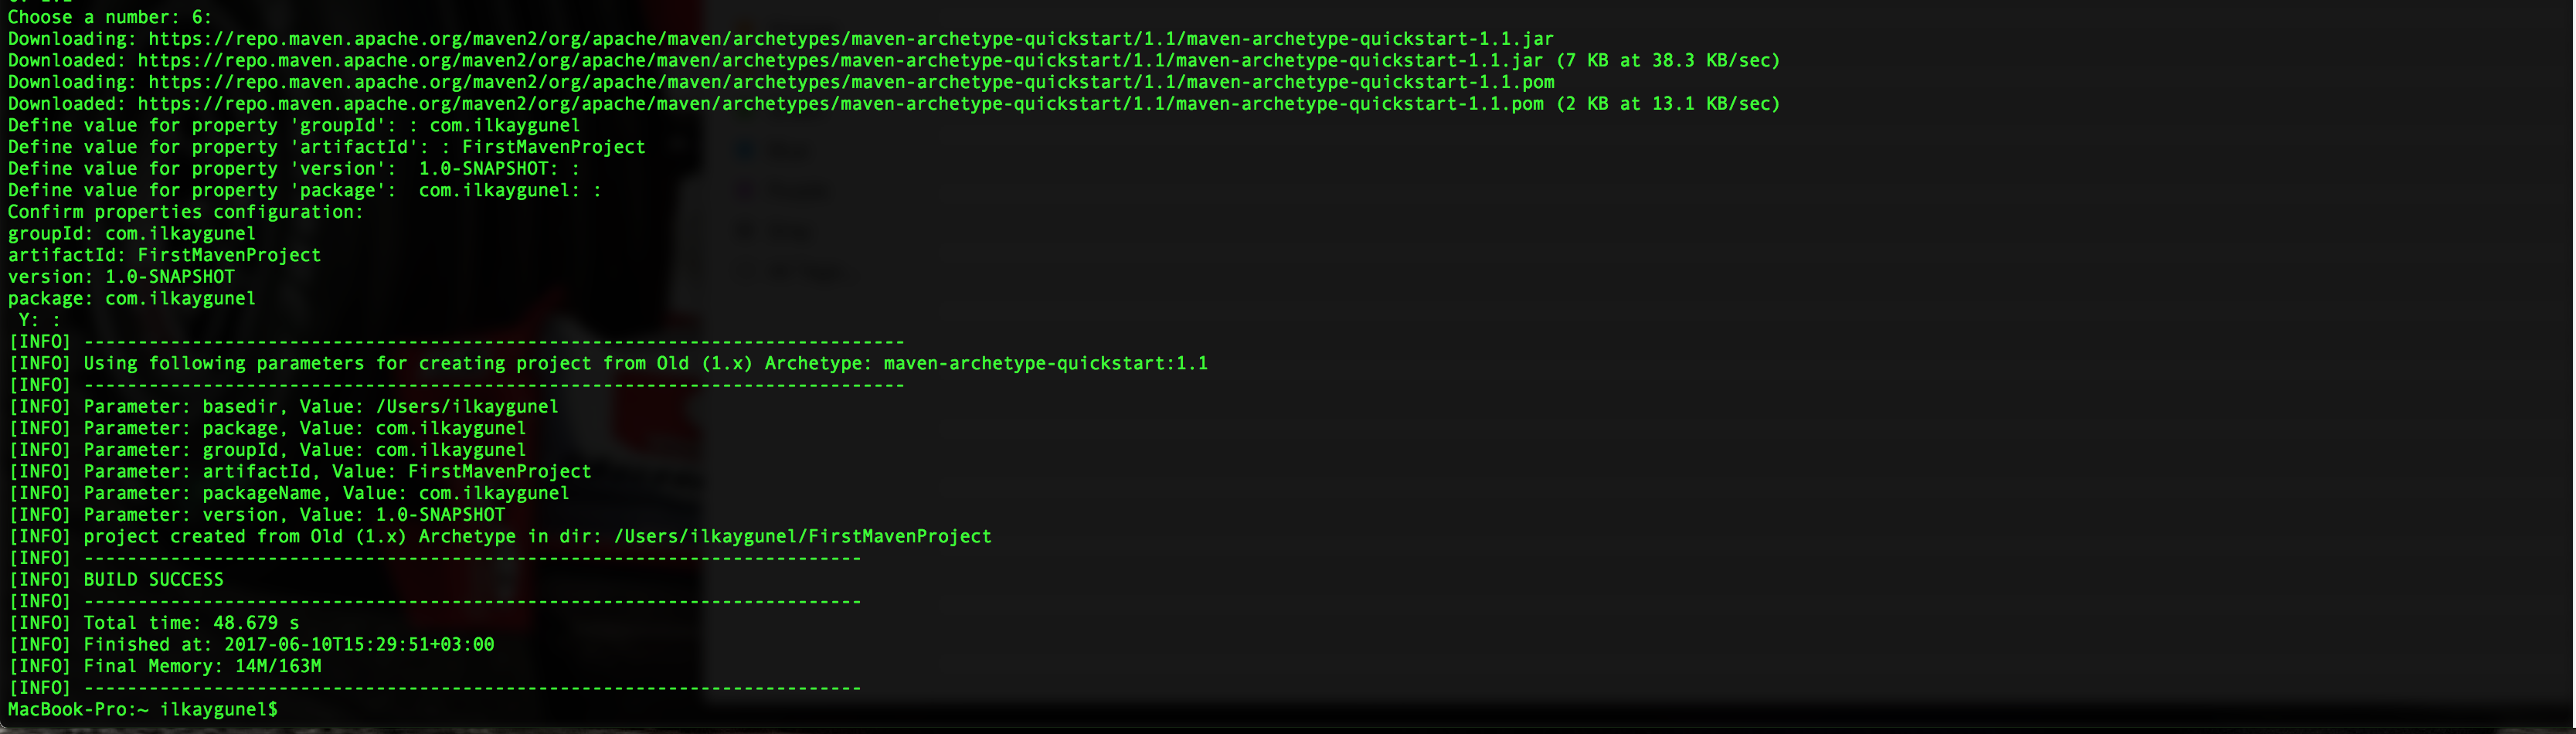 Choose a number: 6:
Downloading: https://repo.maven.apache.org/maven2/org/apache/maven/archetypes/maven-archetype-quickstart/1.1/maven-archetype-quickstart-1.1.jar
Downloaded: https://repo.maven.apache.org/maven2/org/apache/maven/archetypes/maven-archetype-quickstart/1.1/maven-archetype-quickstart-1.1.jar (7 KB at 38.3 KB/sec)
Downloading: https://repo.maven.apache.org/maven2/org/apache/maven/archetypes/maven-archetype-quickstart/1.1/maven-archetype-quickstart-1.1.pom
Downloaded: https://repo.maven.apache.org/maven2/org/apache/maven/archetypes/maven-archetype-quickstart/1.1/maven-archetype-quickstart-1.1.pom (2 KB at 13.1 KB/sec)
Define value for property 'groupId': : com.ilkaygunel
Define value for property 'artifactId': : FirstMavenProject
Define value for property 'version':  1.0-SNAPSHOT: :
Define value for property 'package':  com.ilkaygunel: :
Confirm properties configuration:
groupId: com.ilkaygunel
artifactId: FirstMavenProject
version: 1.0-SNAPSHOT
package: com.ilkaygunel
 Y: :
[INFO] ----------------------------------------------------------------------------
[INFO] Using following parameters for creating project from Old (1.x) Archetype: maven-archetype-quickstart:1.1
[INFO] ----------------------------------------------------------------------------
[INFO] Parameter: basedir, Value: /Users/ilkaygunel
[INFO] Parameter: package, Value: com.ilkaygunel
[INFO] Parameter: groupId, Value: com.ilkaygunel
[INFO] Parameter: artifactId, Value: FirstMavenProject
[INFO] Parameter: packageName, Value: com.ilkaygunel
[INFO] Parameter: version, Value: 1.0-SNAPSHOT
[INFO] project created from Old (1.x) Archetype in dir: /Users/ilkaygunel/FirstMavenProject
[INFO] ------------------------------------------------------------------------
[INFO] BUILD SUCCESS
[INFO] ------------------------------------------------------------------------
[INFO] Total time: 48.679 s
[INFO] Finished at: 2017-06-10T15:29:51+03:00
[INFO] Final Memory: 14M/163M
[INFO] ------------------------------------------------------------------------
MacBook-Pro:~ ilkaygunel$